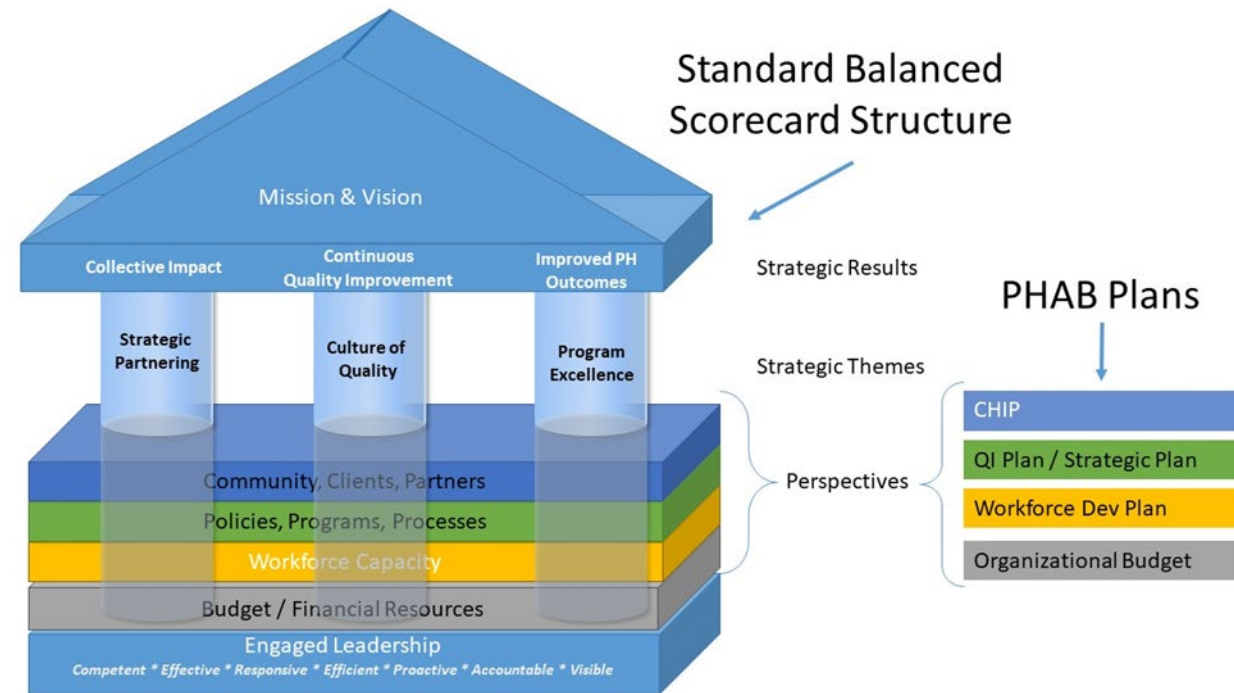 Standard Balanced
Scorecard Structure
Mission & Vision
Collective Impact
Continuous
Quality Improvement
Improved PH
Outcomes
Strategic Results
PHAB Plans
Strategic
Partnering
Culture of
Quality
Program
Excellence
Strategic Themes
CHIP
Community, Clients, Partners
QI Plan / Strategic Plan
Perspectives
Policies, Programs, Processes
Workforce Dev Plan
Workforce Capacity
Organizational Budget
Budget / Financial Resources
Engaged Leadership
Competent * Effective * Responsive * Efficient * Proactive * Accountable * Visible